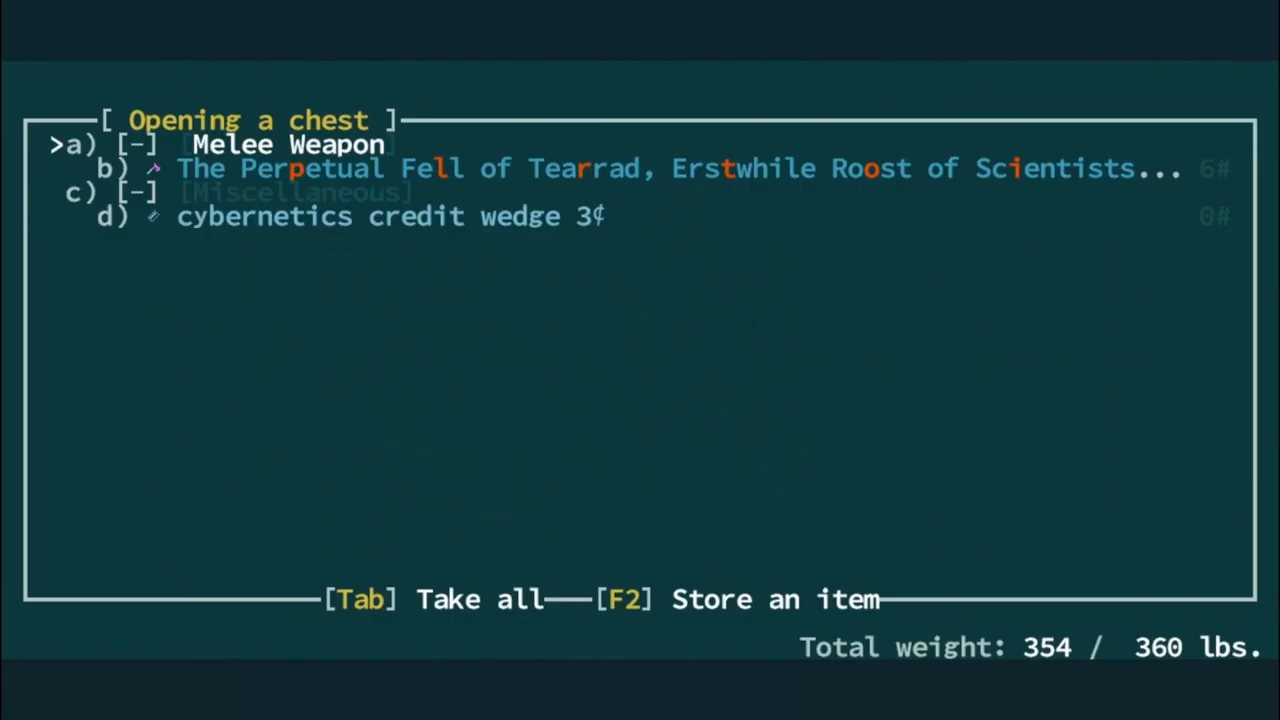 [ Opening a chest ]
>a) [-] [Melee Weapon]
b) The Perpetual Fell of Tearrad, Erstwhile Roost of Scientists... 6#
c) [-] [Miscellaneous]
d) cybernetics credit wedge 3¢ 0#
[Tab] Take all [F2] Store an item
Total weight: 354 / 360 lbs.